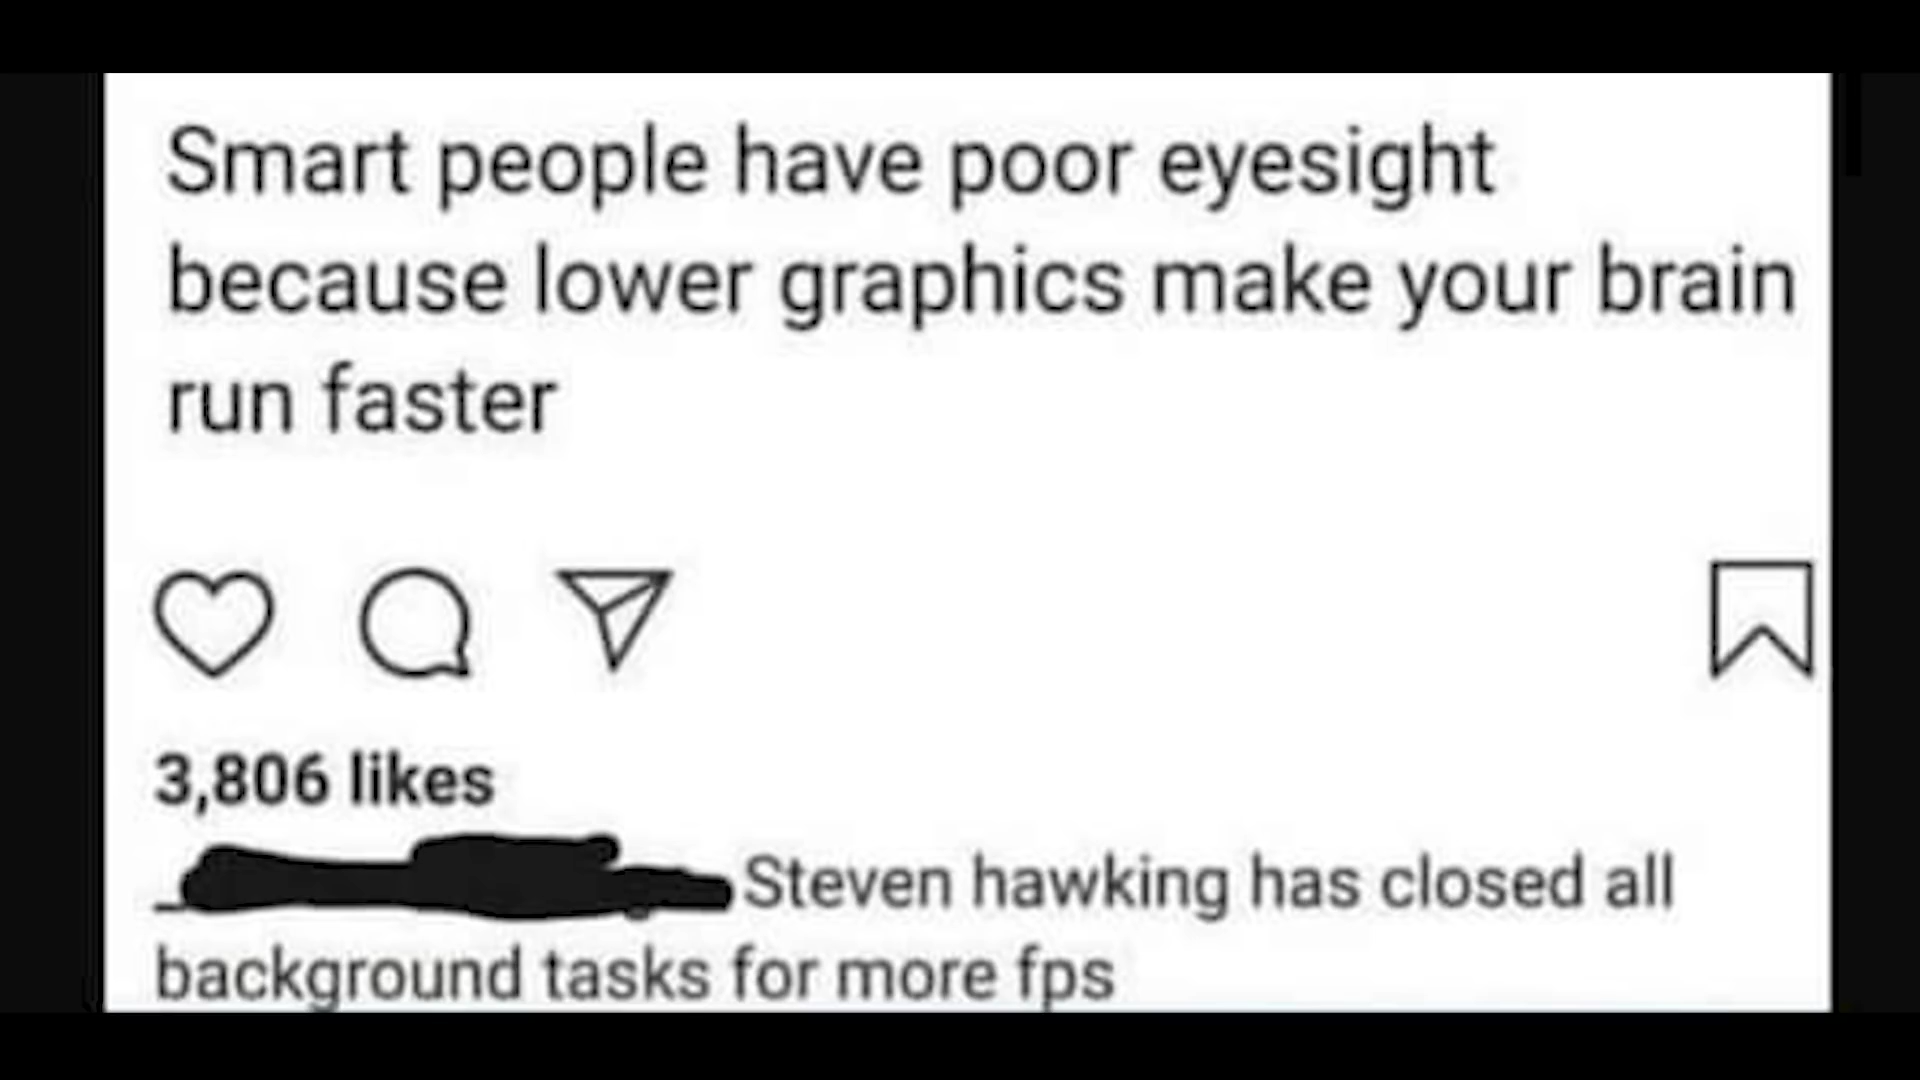 Smart people have poor eyesight
because lower graphics make your brain
run faster
3,806 likes
Steven hawking has closed all
background tasks for more fps